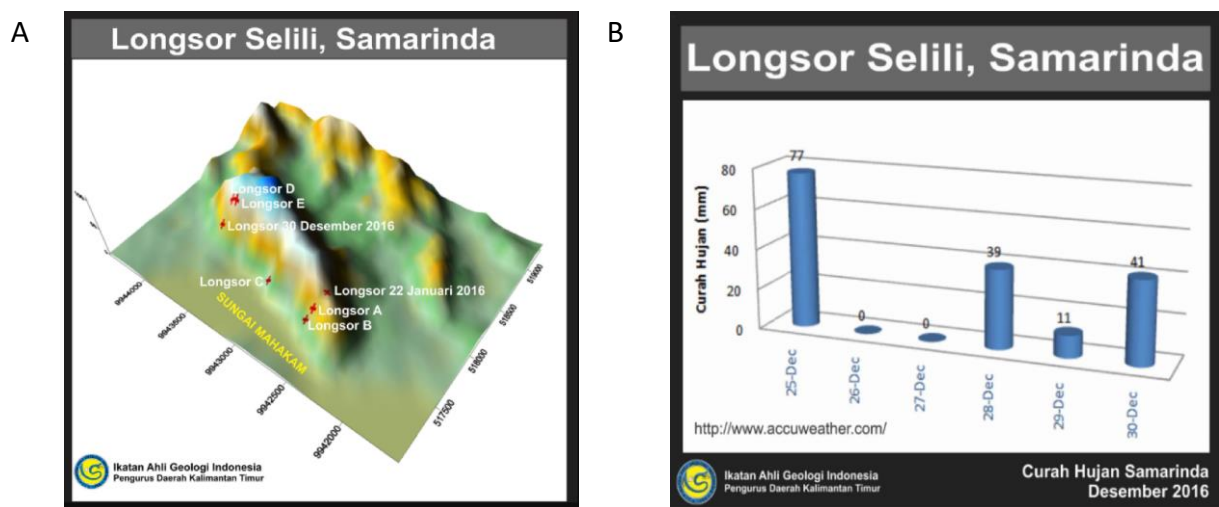 A
Longsor Selili, Samarinda
Longsor D
Longsor E
Longsor 30 Desember 2016
Longsor C
Longsor 22 Januari 2016
Longsor A
Longsor B
SUNGAI MAHAKAM
9944000
9943500
9943000
9942500
9942000
519000
518500
518000
517500
Ikatan Ahli Geologi Indonesia
Pengurus Daerah Kalimantan Timur
B
Longsor Selili, Samarinda
Curah Hujan (mm)
80
60
40
20
0
77
0
0
39
11
41
25-Dec
26-Dec
27-Dec
28-Dec
29-Dec
30-Dec
http://www.accuweather.com/
Ikatan Ahli Geologi Indonesia
Pengurus Daerah Kalimantan Timur
Curah Hujan Samarinda
Desember 2016